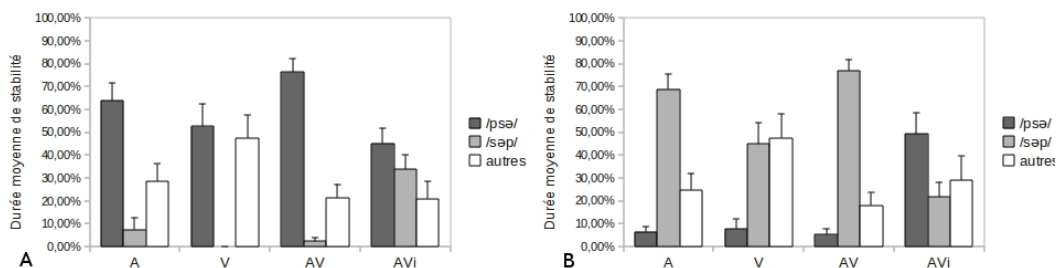 100,00%
90,00%
80,00%
70,00%
60,00%
50,00%
40,00%
30,00%
20,00%
10,00%
0,00%
Durée moyenne de stabilité
A V AV AVi
/psə/
/səp/
autres
A
100,00%
90,00%
80,00%
70,00%
60,00%
50,00%
40,00%
30,00%
20,00%
10,00%
0,00%
Durée moyenne de stabilité
A V AV AVi
/psə/
/səp/
autres
B